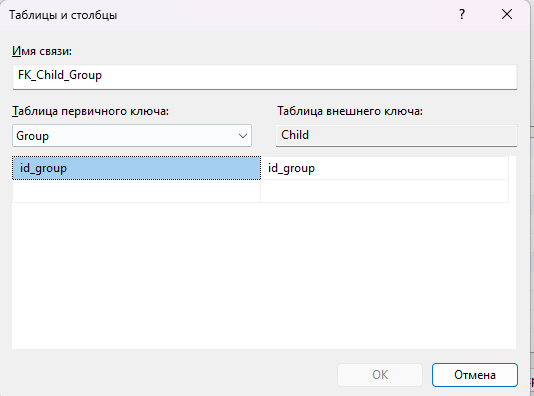 Таблицы и столбцы
?
Имя связи:
FK_Child_Group
Таблица первичного ключа:
Таблица внешнего ключа:
Group
Child
id_group
id_group
OK
Отмена